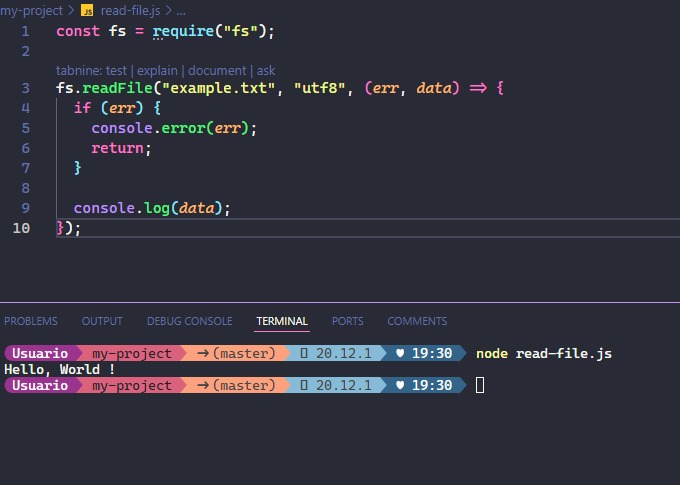 my-project > JS read-file.js > ...
1 const fs = require("fs");
2
tabnine: test | explain | document | ask
3 fs.readFile("example.txt", "utf8", (err, data) => {
4 if (err) {
5 console.error(err);
6 return;
7 }
8
9 console.log(data);
10 });
PROBLEMS OUTPUT DEBUG CONSOLE TERMINAL PORTS COMMENTS
Usuario my-project →(master) 20.12.1 ♥ 19:30 node read-file.js
Hello, World !
Usuario my-project →(master) 20.12.1 ♥ 19:30